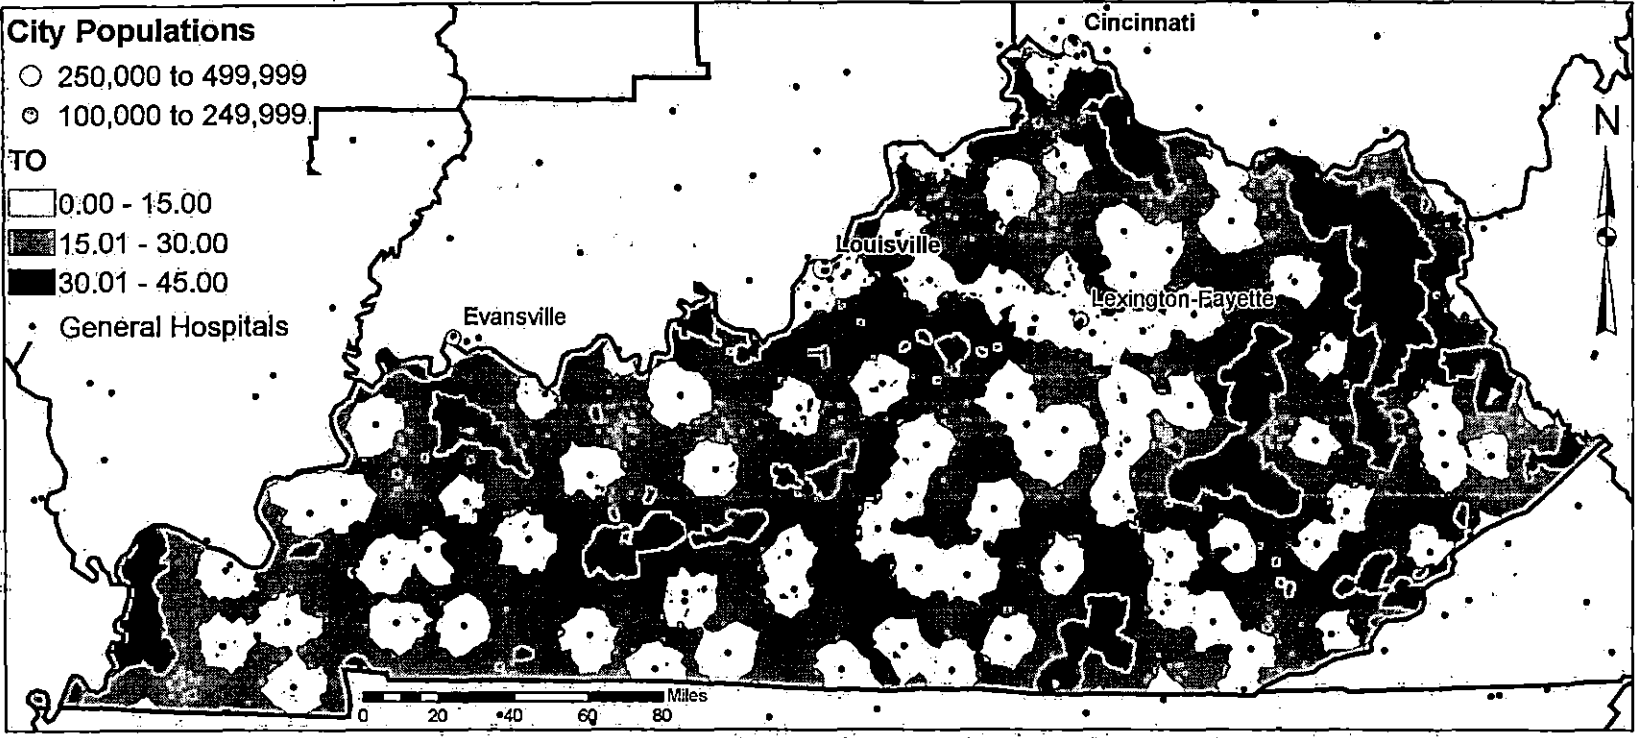 City Populations
250,000 to 499,999
100,000 to 249,999
TO
0.00 - 15.00
15.01 - 30.00
30.01 - 45.00
General Hospitals
Cincinnati
N
Louisville
Lexington-Fayette
Evansville
Miles
0 20 40 60 80